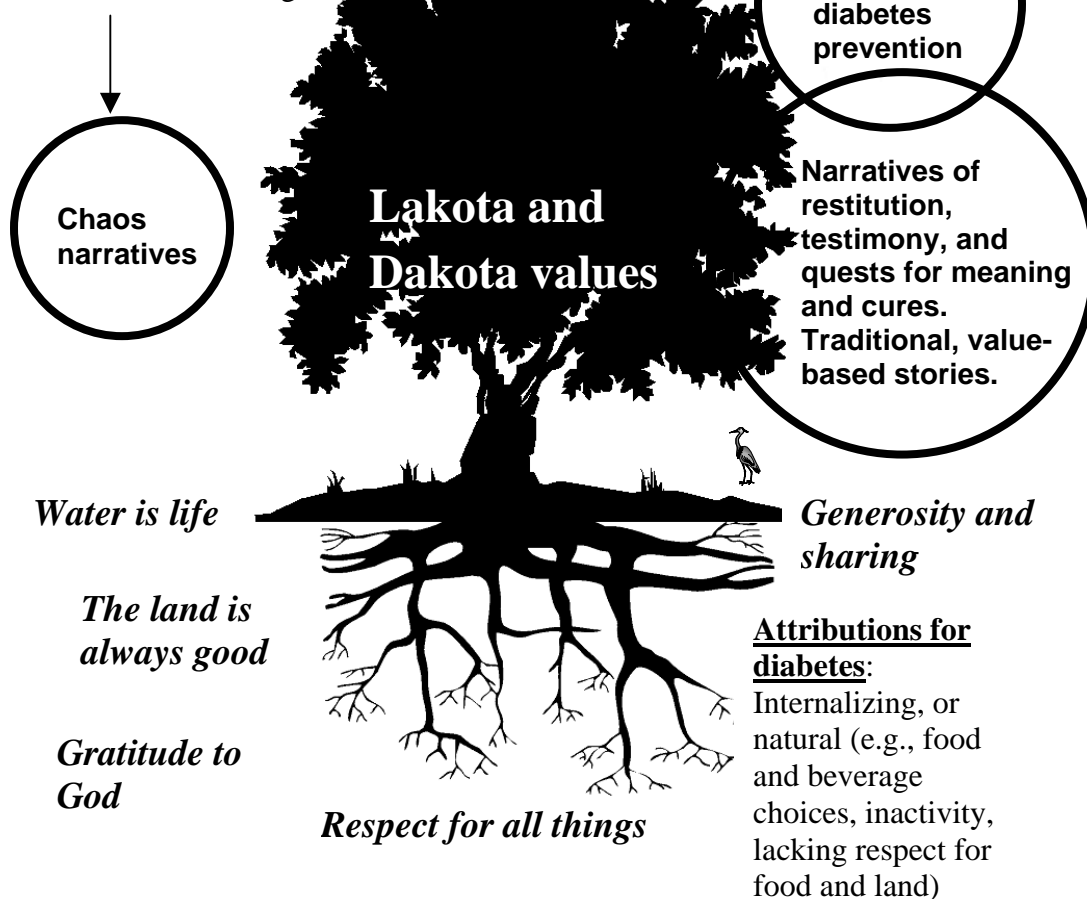 diabetes
prevention
Chaos
narratives
Lakota and
Dakota values
Narratives of
restitution,
testimony, and
quests for meaning
and cures.
Traditional, value-
based stories.
Water is life
The land is
always good
Gratitude to
God
Respect for all things
Generosity and
sharing
Attributions for
diabetes:
Internalizing, or
natural (e.g., food
and beverage
choices, inactivity,
lacking respect for
food and land)